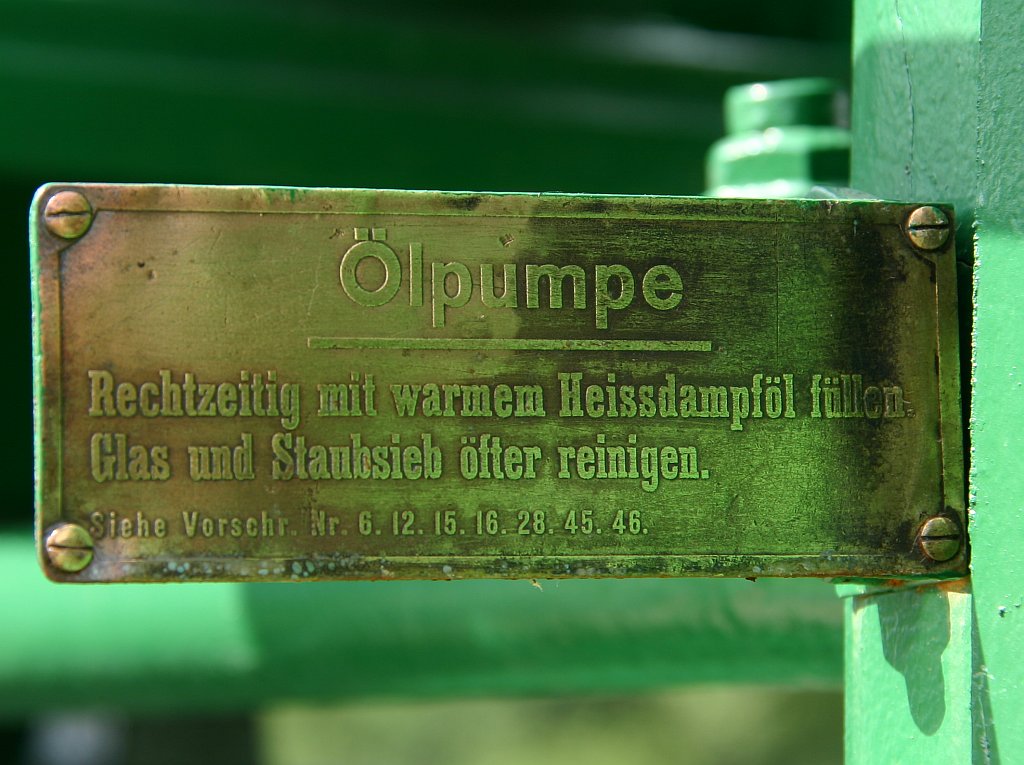 Ölpumpe
Rechtzeitig mit warmem Heissdampföl füllen.
Glas und Staubsieb öfter reinigen.
Siehe Vorschr. Nr. 6. 12. 15. 16. 28. 45. 46.